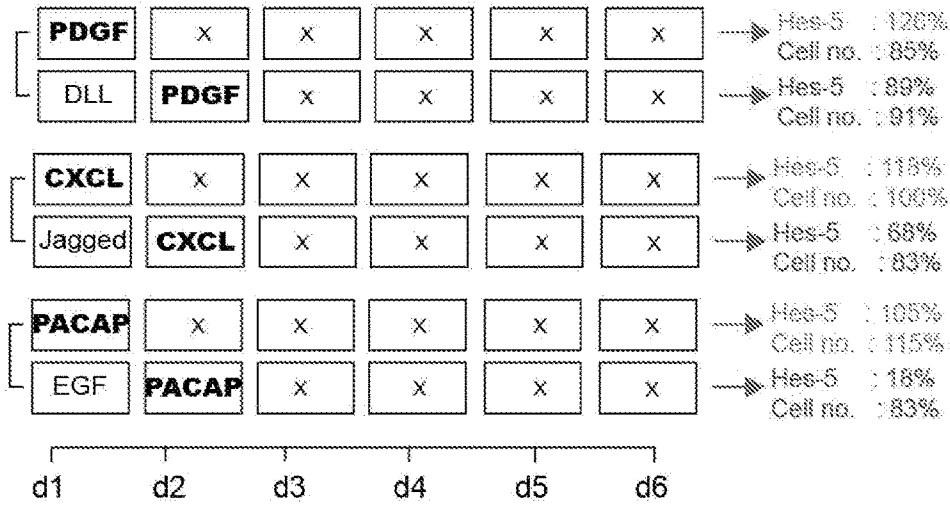 PDGF x x x x x Hes-5 : 120%
Cell no. : 85%
DLL PDGF x x x x Hes-5 : 89%
Cell no. : 91%
CXCL x x x x x Hes-5 : 118%
Cell no. : 100%
Jagged CXCL x x x x Hes-5 : 68%
Cell no. : 83%
PACAP x x x x x Hes-5 : 105%
Cell no. : 115%
EGF PACAP x x x x Hes-5 : 18%
Cell no. : 83%
d1 d2 d3 d4 d5 d6